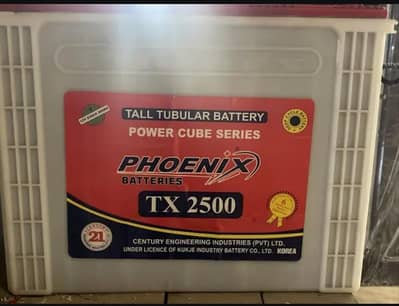 TALL TUBULAR BATTERY
POWER CUBE SERIES
PHOENIX
BATTERIES
TX 2500
21
CENTURY ENGINEERING INDUSTRIES (PVT) LTD.
UNDER LICENCE OF KUKJE INDUSTRY BATTERY CO., LTD. KOREA